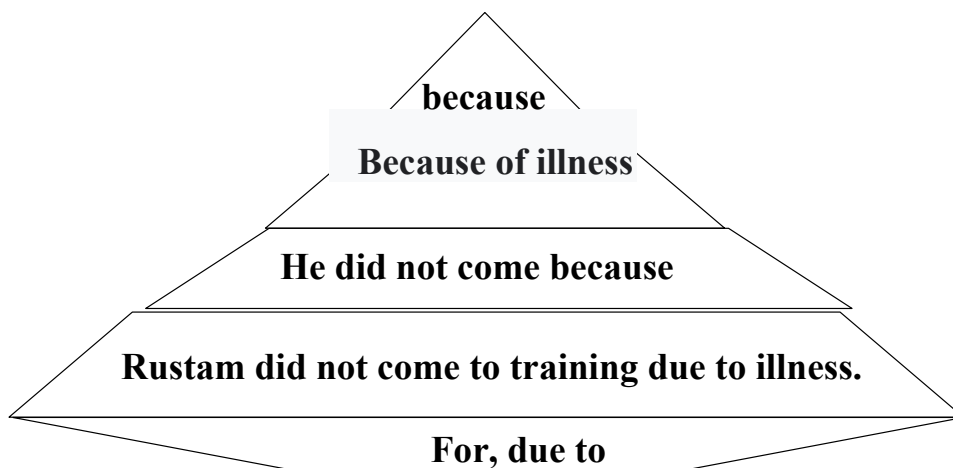 because
Because of illness
He did not come because
Rustam did not come to training due to illness.
For, due to